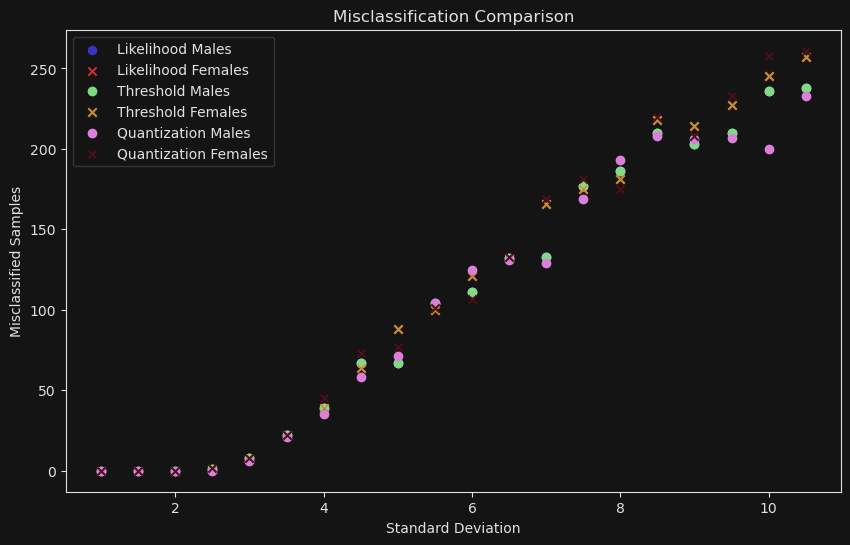 Misclassification Comparison
Likelihood Males
Likelihood Females
Threshold Males
Threshold Females
Quantization Males
Quantization Females
Misclassified Samples
250
200
150
100
50
0
2
4
6
8
10
Standard Deviation